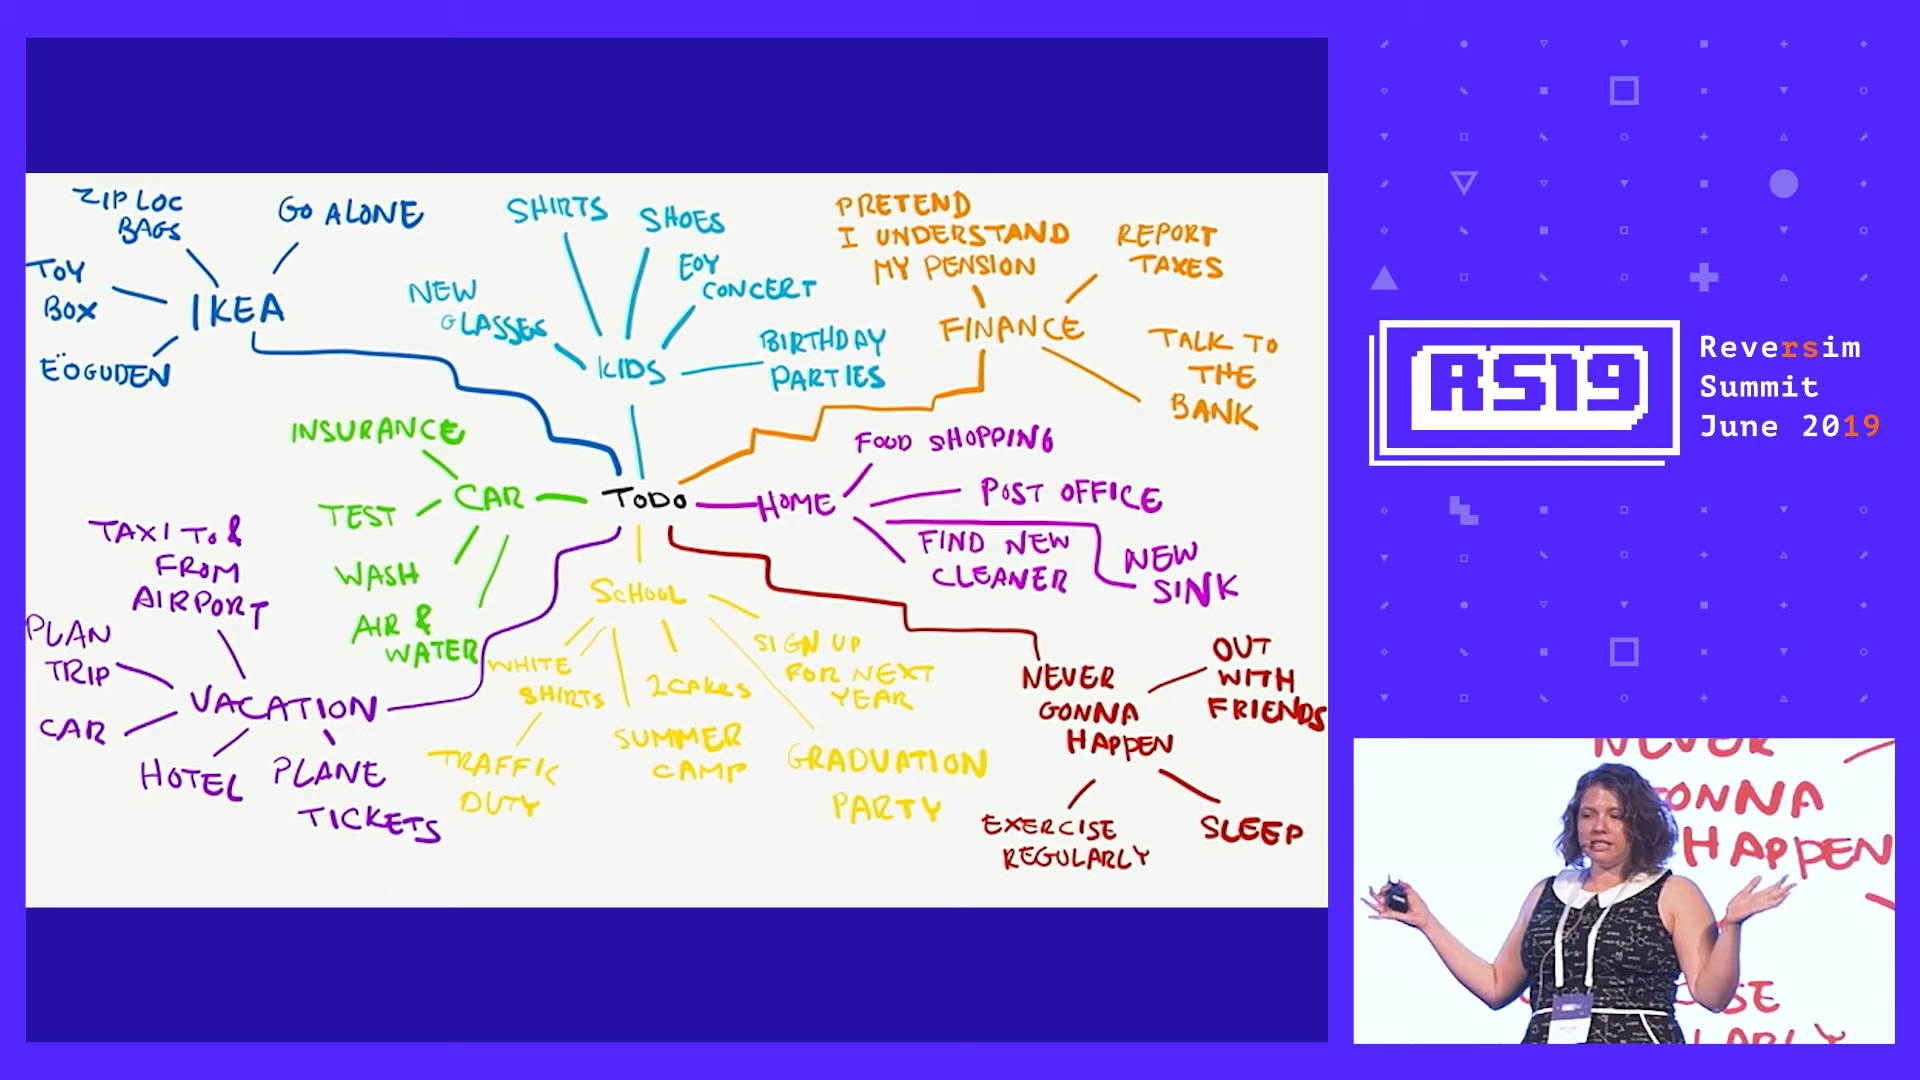 ZIP LOC
BAGS
GO ALONE
TOY
BOX
IKEA
EÖGUDEN
SHIRTS
SHOES
EOY
CONCERT
NEW
GLASSES
BIRTHDAY
PARTIES
KIDS
PRETEND
I UNDERSTAND
MY PENSION
REPORT
TAXES
FINANCE
TALK TO
THE
BANK
INSURANCE
CAR
TEST
WASH
AIR &
WATER
TODO
HOME
FOOD SHOPPING
POST OFFICE
FIND NEW
CLEANER
NEW
SINK
TAXI TO &
FROM
AIRPORT
PLAN
TRIP
VACATION
CAR
HOTEL
PLANE
TICKETS
SCHOOL
WHITE
SHIRTS
2 CAKES
SIGN UP
FOR NEXT
YEAR
TRAFFIC
DUTY
SUMMER
CAMP
GRADUATION
PARTY
NEVER
GONNA
HAPPEN
OUT
WITH
FRIENDS
EXERCISE
REGULARLY
SLEEP
RS19
Reversim
Summit
June 2019
NEVER
GONNA
HAPPEN